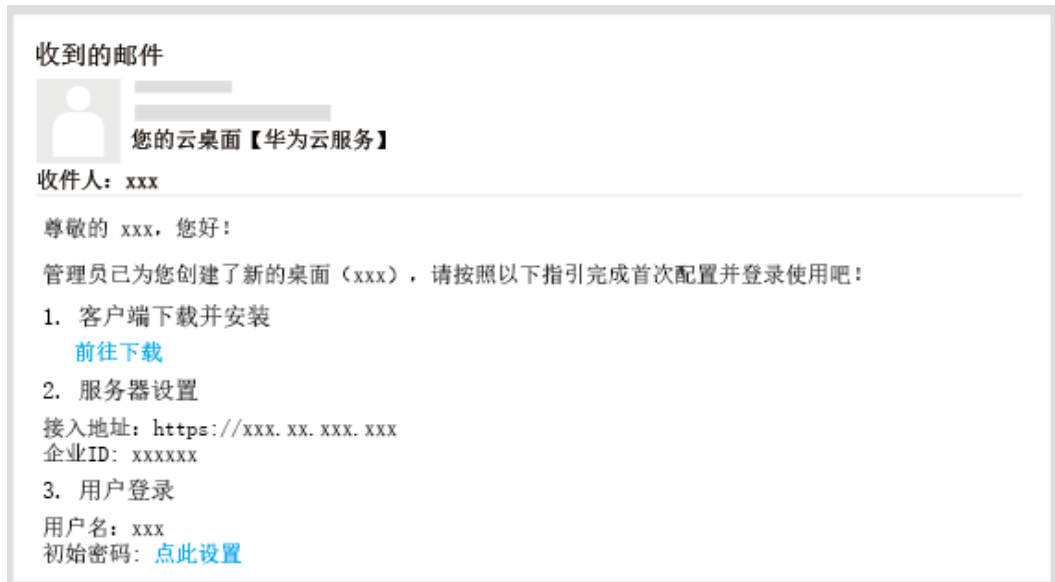 收到的邮件
您的云桌面【华为云服务】
收件人：xxx
尊敬的 xxx，您好！
管理员已为您创建了新的桌面（xxx），请按照以下指引完成首次配置并登录使用吧！
1. 客户端下载并安装
前往下载
2. 服务器设置
接入地址：https://xxx.xx.xxx.xxx
企业ID: xxxxxx
3. 用户登录
用户名：xxx
初始密码: 点此设置